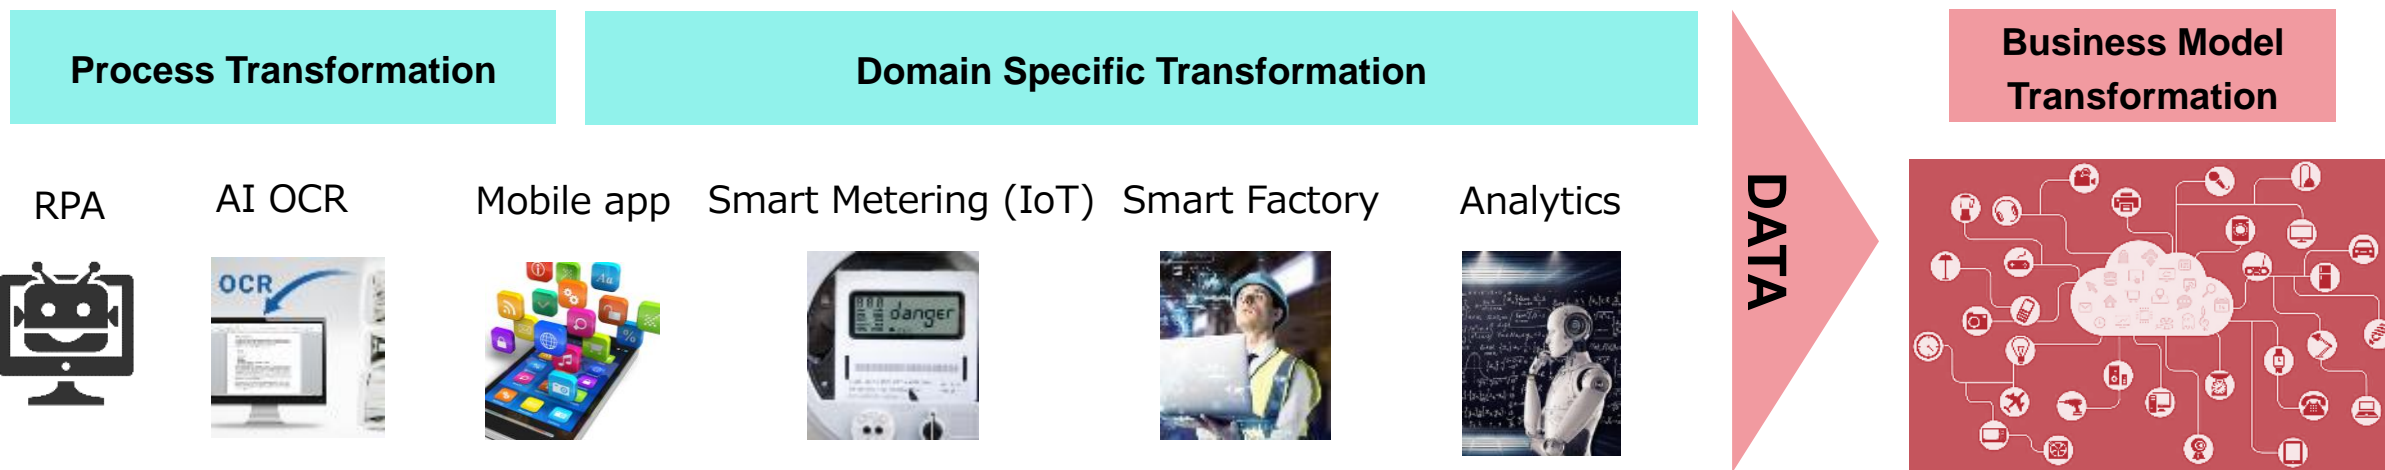 Process Transformation
Domain Specific Transformation
Business Model
Transformation
DATA
RPA
AI OCR
Mobile app
Smart Metering (IoT)
Smart Factory
Analytics
OCR
Aa
%
danger